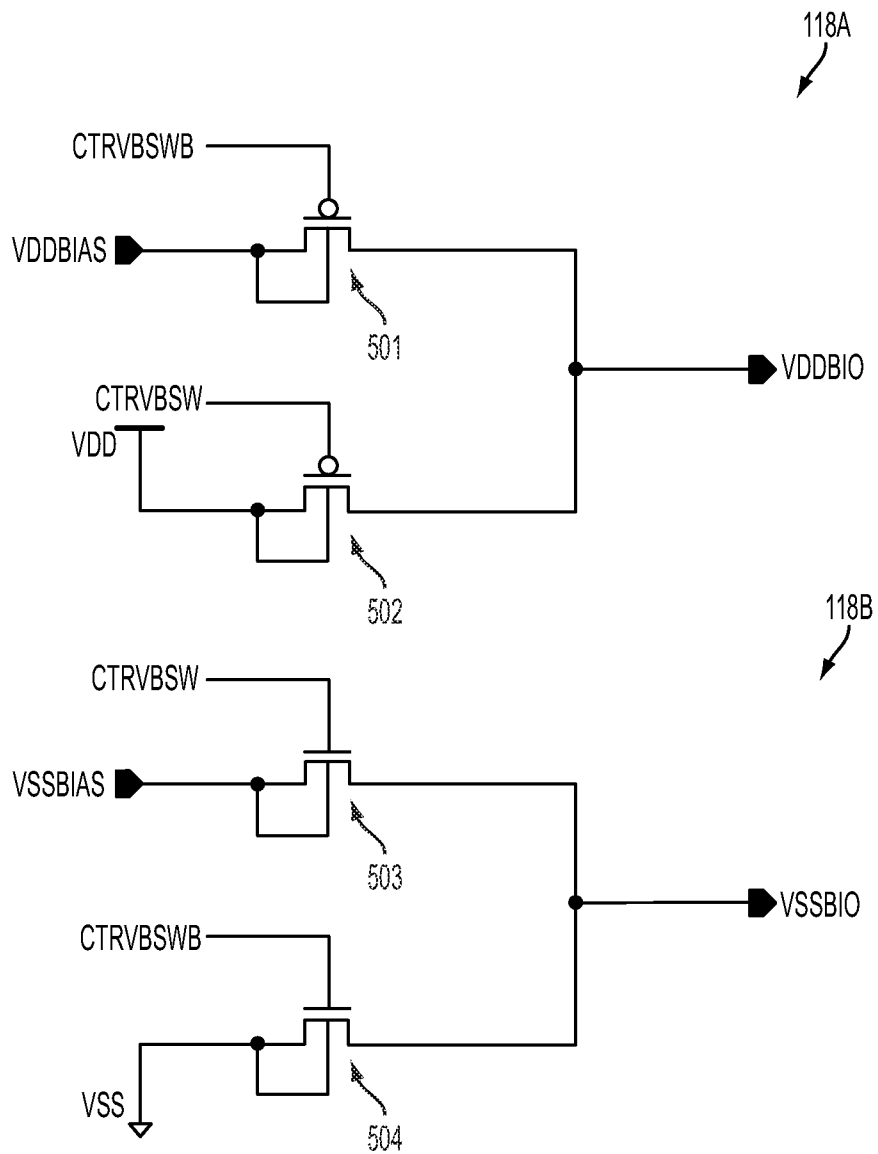 118A
CTRVBSWB
VDDBIAS
501
VDDBIO
CTRVBSW
VDD
502
118B
CTRVBSW
VSSBIAS
503
VSSBIO
CTRVBSWB
VSS
504